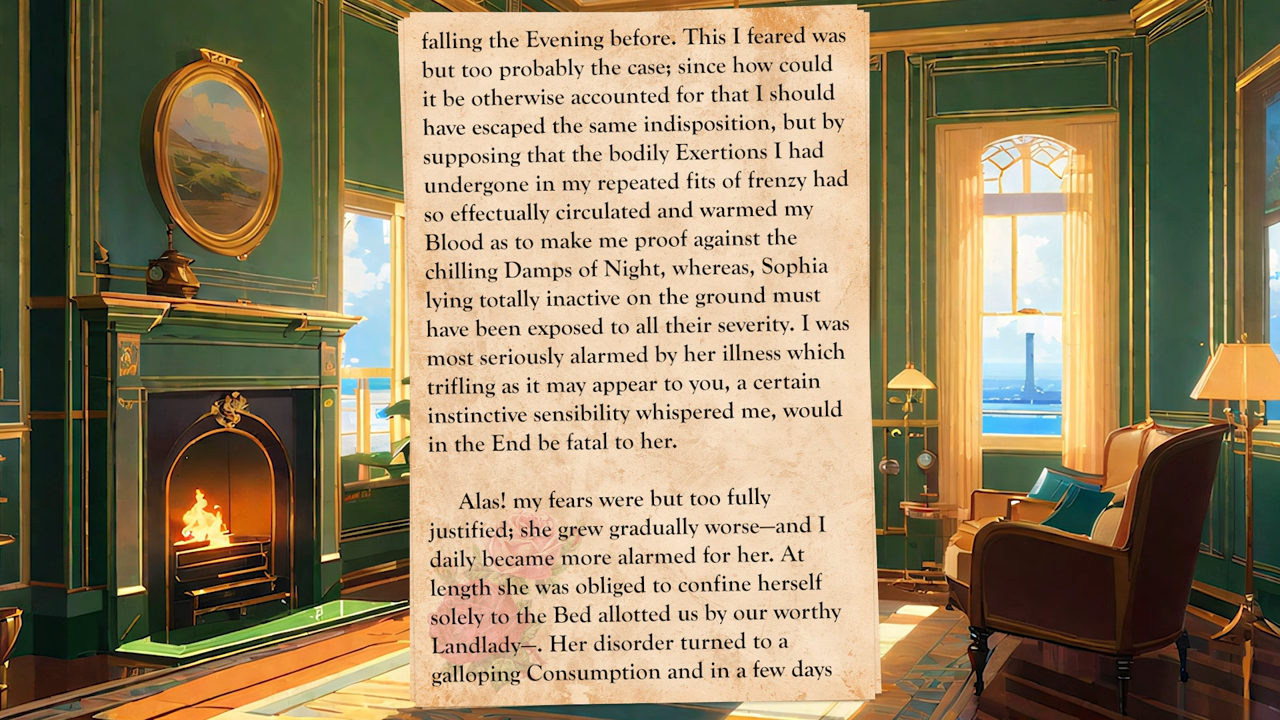 falling the Evening before. This I feared was
but too probably the case; since how could
it be otherwise accounted for that I should
have escaped the same indisposition, but by
supposing that the bodily Exertions I had
undergone in my repeated fits of frenzy had
so effectually circulated and warmed my
Blood as to make me proof against the
chilling Damps of Night, whereas, Sophia
lying totally inactive on the ground must
have been exposed to all their severity. I was
most seriously alarmed by her illness which
trifling as it may appear to you, a certain
instinctive sensibility whispered me, would
in the End be fatal to her.
Alas! my fears were but too fully
justified; she grew gradually worse—and I
daily became more alarmed for her. At
length she was obliged to confine herself
solely to the Bed allotted us by our worthy
Landlady—. Her disorder turned to a
galloping Consumption and in a few days